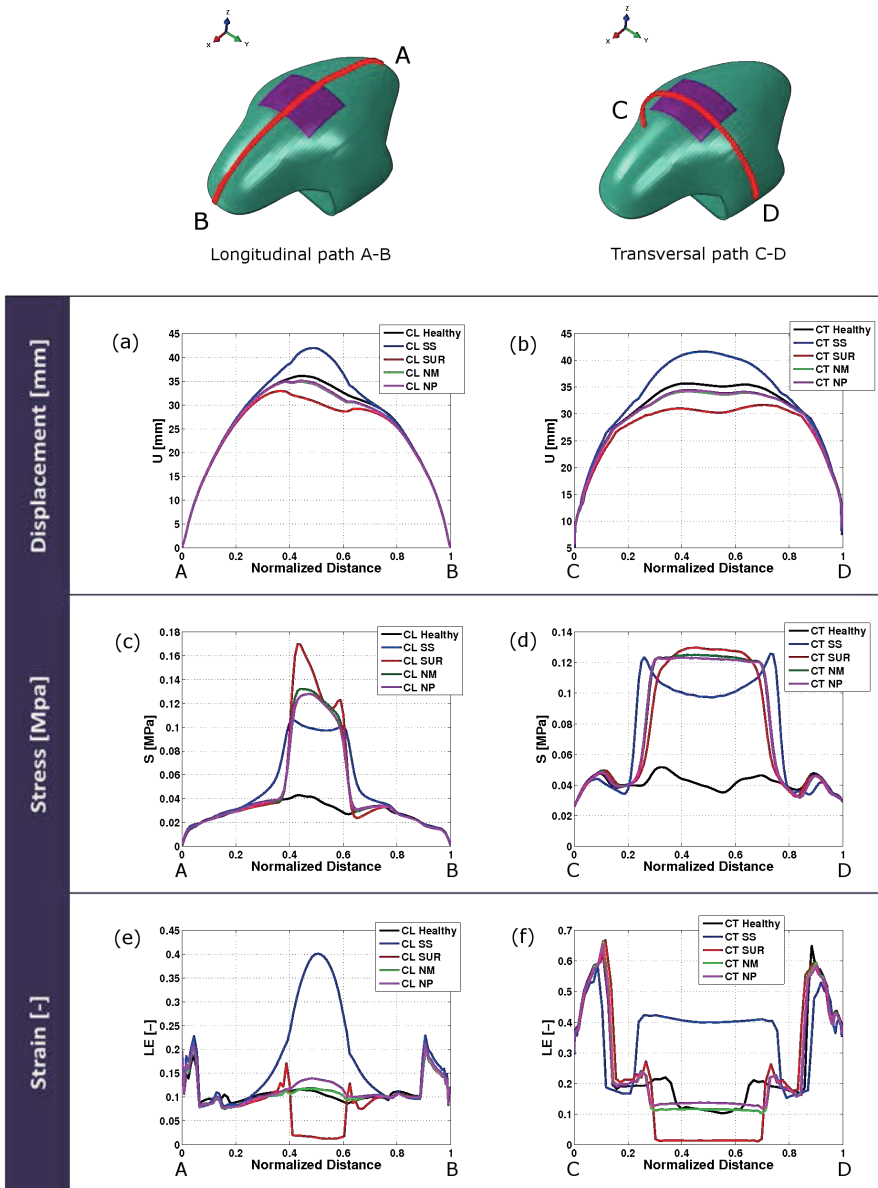 Z
X
Y
A
B
Longitudinal path A-B
Z
X
Y
C
D
Transversal path C-D
Displacement [mm]
(a)
CL Healthy
CL SS
CL SUR
CL NM
CL NP
45
40
35
30
25
20
15
10
5
0
U [mm]
0
0.2
0.4
0.6
0.8
1
A
Normalized Distance
B
(b)
CT Healthy
CT SS
CT SUR
CT NM
CT NP
45
40
35
30
25
20
15
10
5
U [mm]
0
0.2
0.4
0.6
0.8
1
C
Normalized Distance
D
Stress [Mpa]
(c)
CL Healthy
CL SS
CL SUR
CL NM
CL NP
0.18
0.16
0.14
0.12
0.1
0.08
0.06
0.04
0.02
0
S [MPa]
0
0.2
0.4
0.6
0.8
1
A
Normalized Distance
B
(d)
CT Healthy
CT SS
CT SUR
CT NM
CT NP
0.14
0.12
0.1
0.08
0.06
0.04
0.02
0
S [MPa]
0
0.2
0.4
0.6
0.8
1
C
Normalized Distance
D
Strain [-]
(e)
CL Healthy
CL SS
CL SUR
CL NM
CL NP
0.45
0.4
0.35
0.3
0.25
0.2
0.15
0.1
0.05
0
LE [–]
0
0.2
0.4
0.6
0.8
1
A
Normalized Distance
B
(f)
CT Healthy
CT SS
CT SUR
CT NM
CT NP
0.7
0.6
0.5
0.4
0.3
0.2
0.1
0
LE [–]
0
0.2
0.4
0.6
0.8
1
C
Normalized Distance
D